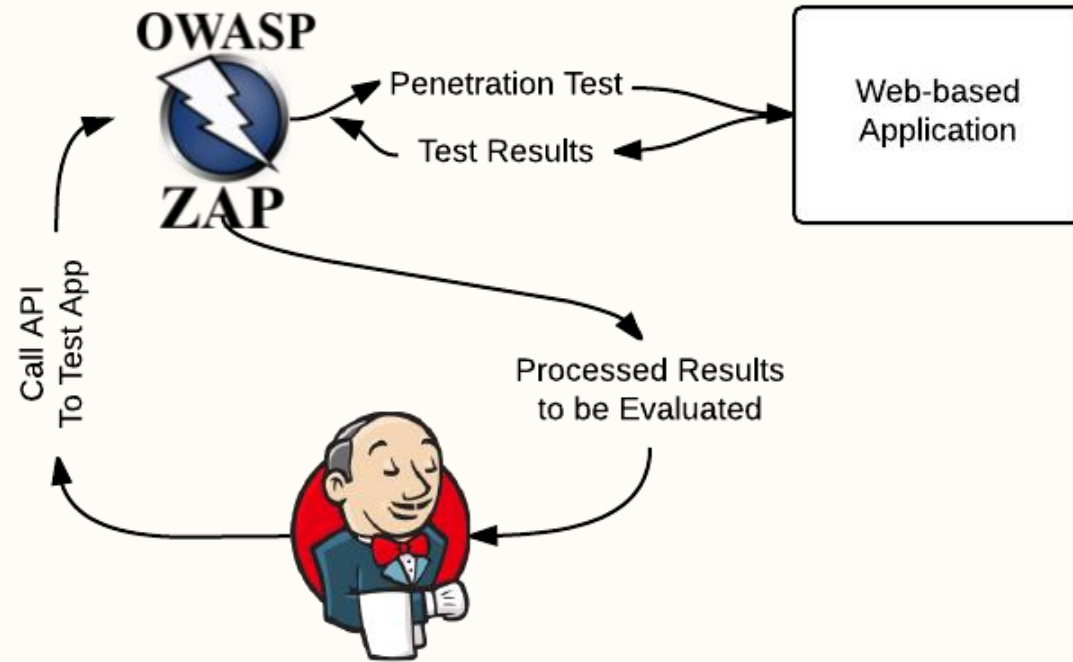 OWASP
ZAP
Penetration Test
Test Results
Web-based
Application
Call API
To Test App
Processed Results
to be Evaluated